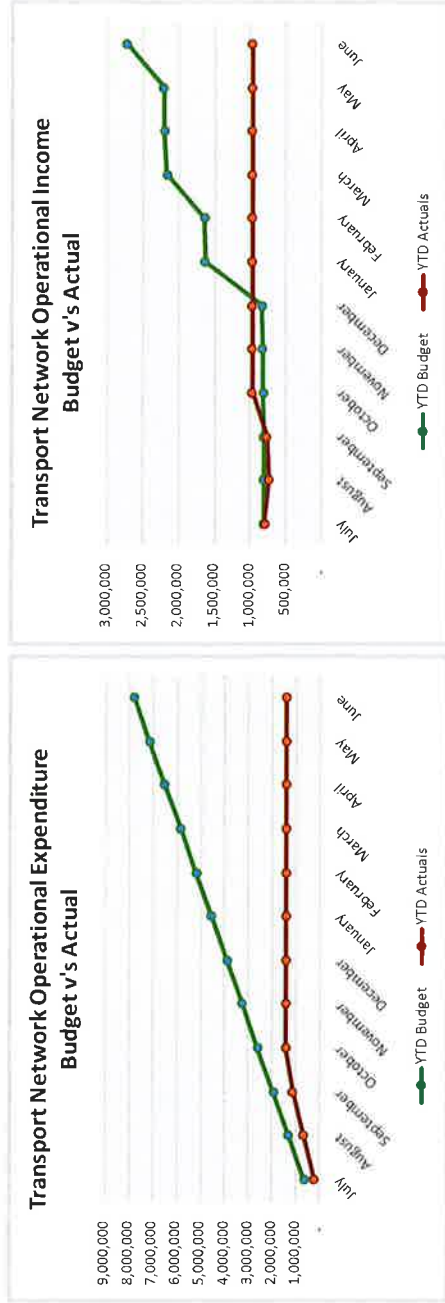 Transport Network Operational Expenditure
Budget v's Actual
9,000,000
8,000,000
7,000,000
6,000,000
5,000,000
4,000,000
3,000,000
2,000,000
1,000,000
-
July
August
September
October
November
December
January
February
March
April
May
June
YTD Budget
YTD Actuals
Transport Network Operational Income
Budget v's Actual
3,000,000
2,500,000
2,000,000
1,500,000
1,000,000
500,000
-
July
August
September
October
November
December
January
February
March
April
May
June
YTD Budget
YTD Actuals